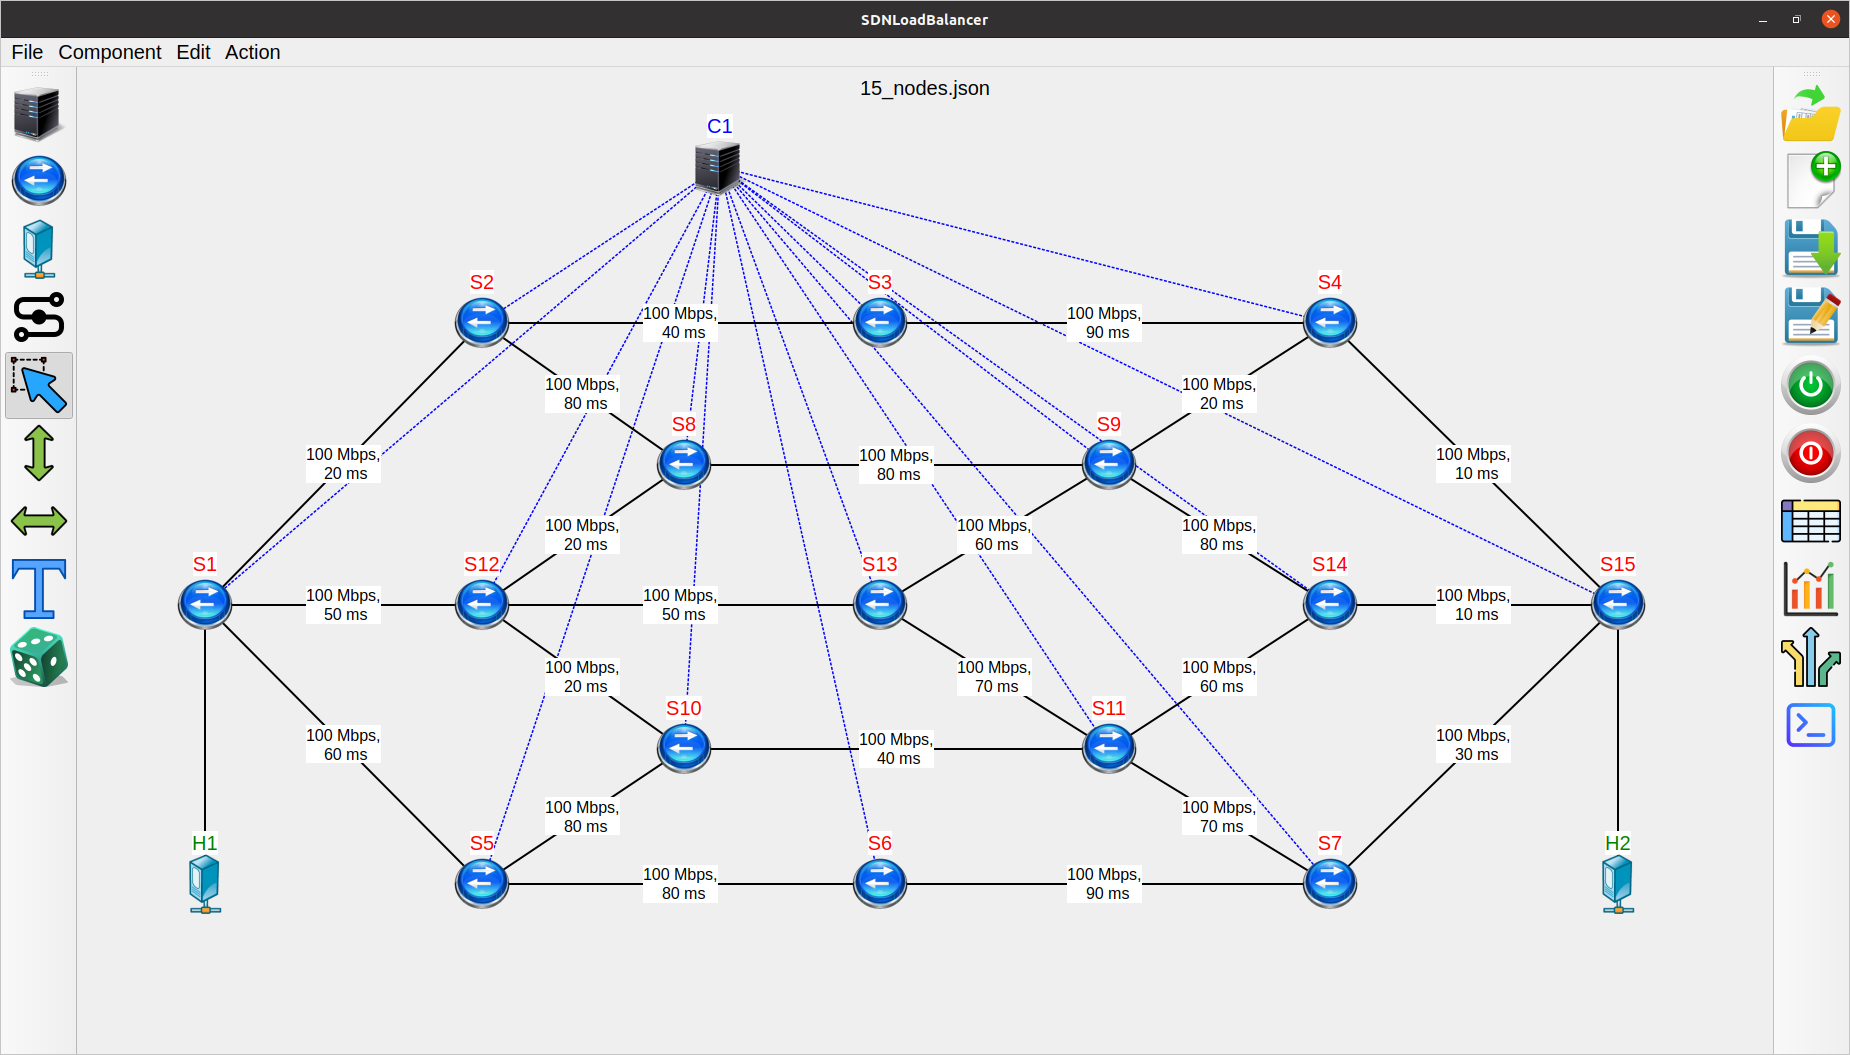 SDNLoadBalancer
File Component Edit Action
15_nodes.json
C1
S2
S3
S4
100 Mbps,
40 ms
100 Mbps,
90 ms
100 Mbps,
80 ms
100 Mbps,
20 ms
S8
S9
100 Mbps,
20 ms
100 Mbps,
80 ms
100 Mbps,
10 ms
100 Mbps,
20 ms
100 Mbps,
60 ms
100 Mbps,
80 ms
S1
S12
S13
S14
S15
100 Mbps,
50 ms
100 Mbps,
50 ms
100 Mbps,
10 ms
100 Mbps,
20 ms
100 Mbps,
70 ms
100 Mbps,
60 ms
S10
S11
100 Mbps,
60 ms
100 Mbps,
40 ms
100 Mbps,
30 ms
100 Mbps,
80 ms
100 Mbps,
70 ms
H1
S5
S6
S7
H2
100 Mbps,
80 ms
100 Mbps,
90 ms